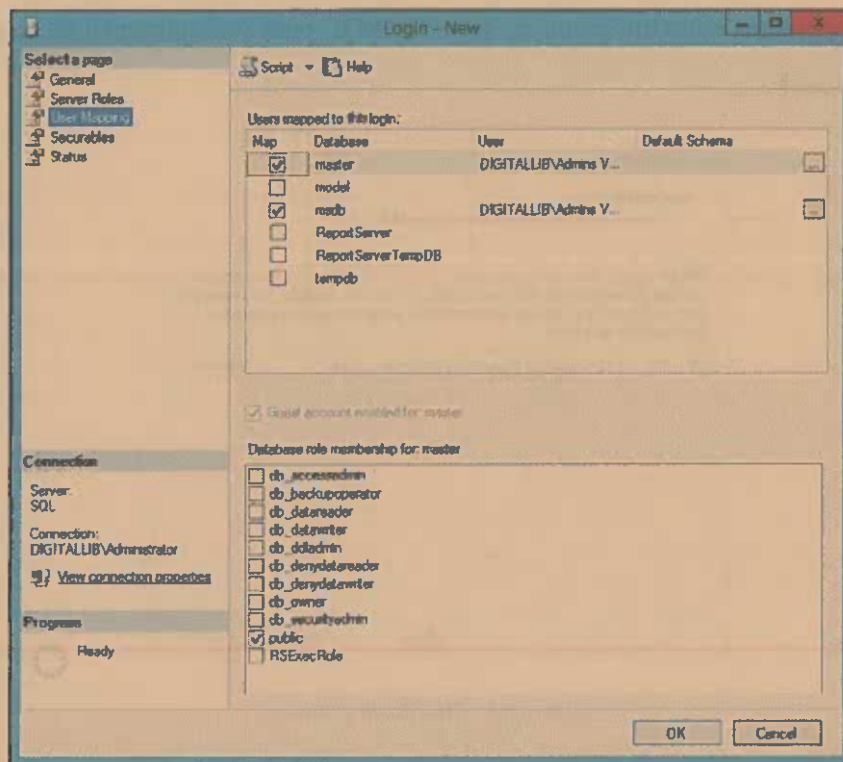 Login - New
Select a page
General
Server Roles
User Mapping
Securables
Status
Script Help
Users mapped to this login:
Map Database User Default Schema
master DIGITALLIB\Admins V... ...
model
msdb DIGITALLIB\Admins V... ...
ReportServer
ReportServerTempDB
tempdb
Guest account enabled for: master
Database role membership for: master
db_accessadmin
db_backupoperator
db_datareader
db_datawriter
db_ddladmin
db_denydatareader
db_denydatawriter
db_owner
db_securityadmin
public
RSExecRole
Connection
Server:
SQL
Connection:
DIGITALLIB\Administrator
View connection properties
Progress
Ready
OK Cancel